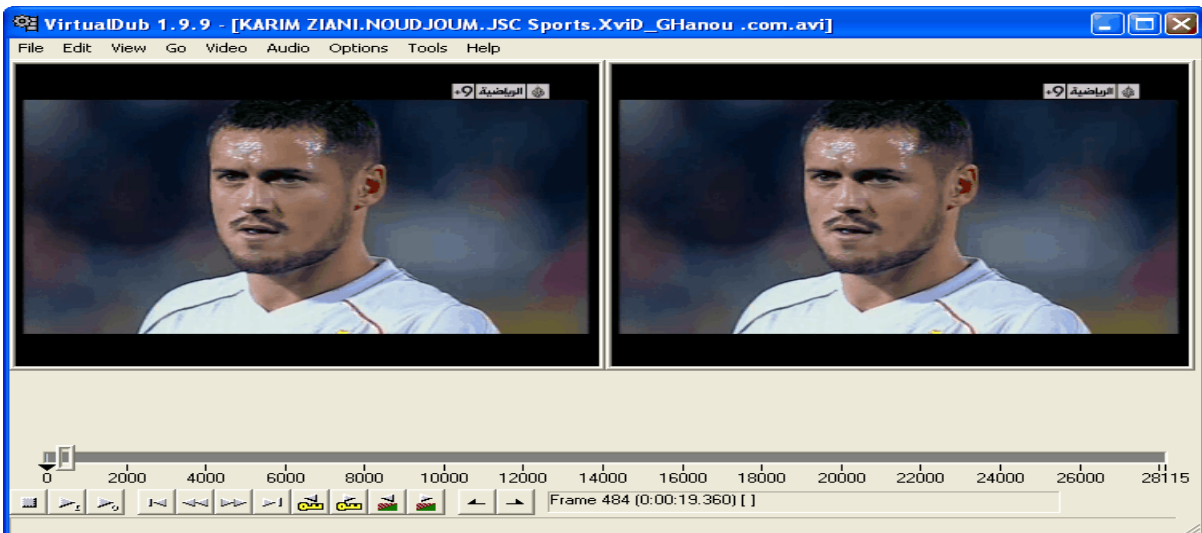 VirtualDub 1.9.9 - [KARIM ZIANI.NOUDJOUM.JSC Sports.XviD_GHanou .com.avi]
File Edit View Go Video Audio Options Tools Help
الرياضية +9
الرياضية +9
0 2000 4000 6000 8000 10000 12000 14000 16000 18000 20000 22000 24000 26000 28115
Frame 484 (0:00:19.360) [ ]